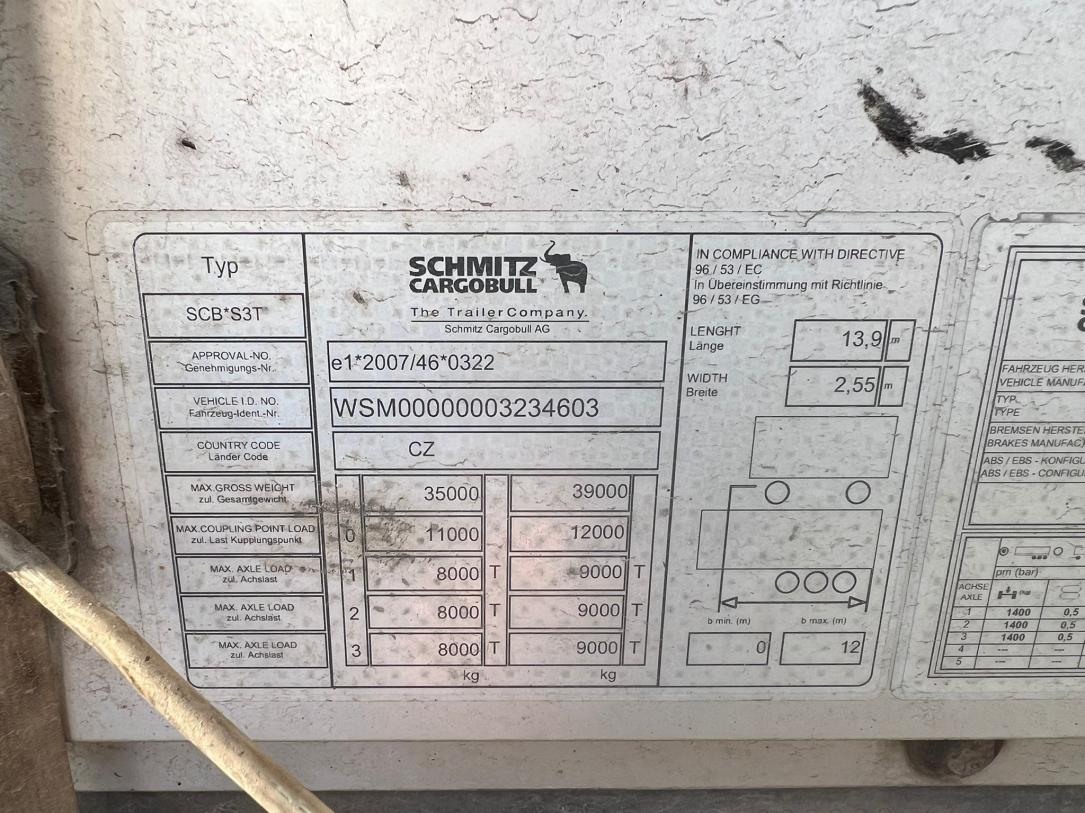 Typ
SCB*S3T
APPROVAL-NO.
Genehmigungs-Nr.
VEHICLE I.D. NO.
Fahrzeug-Ident.-Nr.
COUNTRY CODE
Länder Code
MAX.GROSS WEIGHT
zul. Gesamtgewicht
MAX.COUPLING POINT LOAD
zul. Last Kupplungspunkt
MAX. AXLE LOAD
zul. Achslast
MAX. AXLE LOAD
zul. Achslast
MAX. AXLE LOAD
zul. Achslast
SCHMITZ
CARGOBULL
The Trailer Company.
Schmitz Cargobull AG
e1*2007/46*0322
WSM00000003234603
CZ
35000 39000
0 11000 12000
1 8000 T 9000 T
2 8000 T 9000 T
3 8000 T 9000 T
kg kg
IN COMPLIANCE WITH DIRECTIVE
96 / 53 / EC
in Übereinstimmung mit Richtlinie
96 / 53 / EG
LENGHT
Länge
13,9 m
WIDTH
Breite
2,55 m
b min. (m) b max. (m)
0 12
FAHRZEUG HERS
VEHICLE MANUFA
TYP
TYPE
BREMSEN HERSTE
BRAKES MANUFAC
ABS / EBS - KONFIGU
ABS / EBS - CONFIGU
pm (bar)
ACHSE
AXLE
1 1400 0,5
2 1400 0,5
3 1400 0,5
4 --- ---
5 --- ---